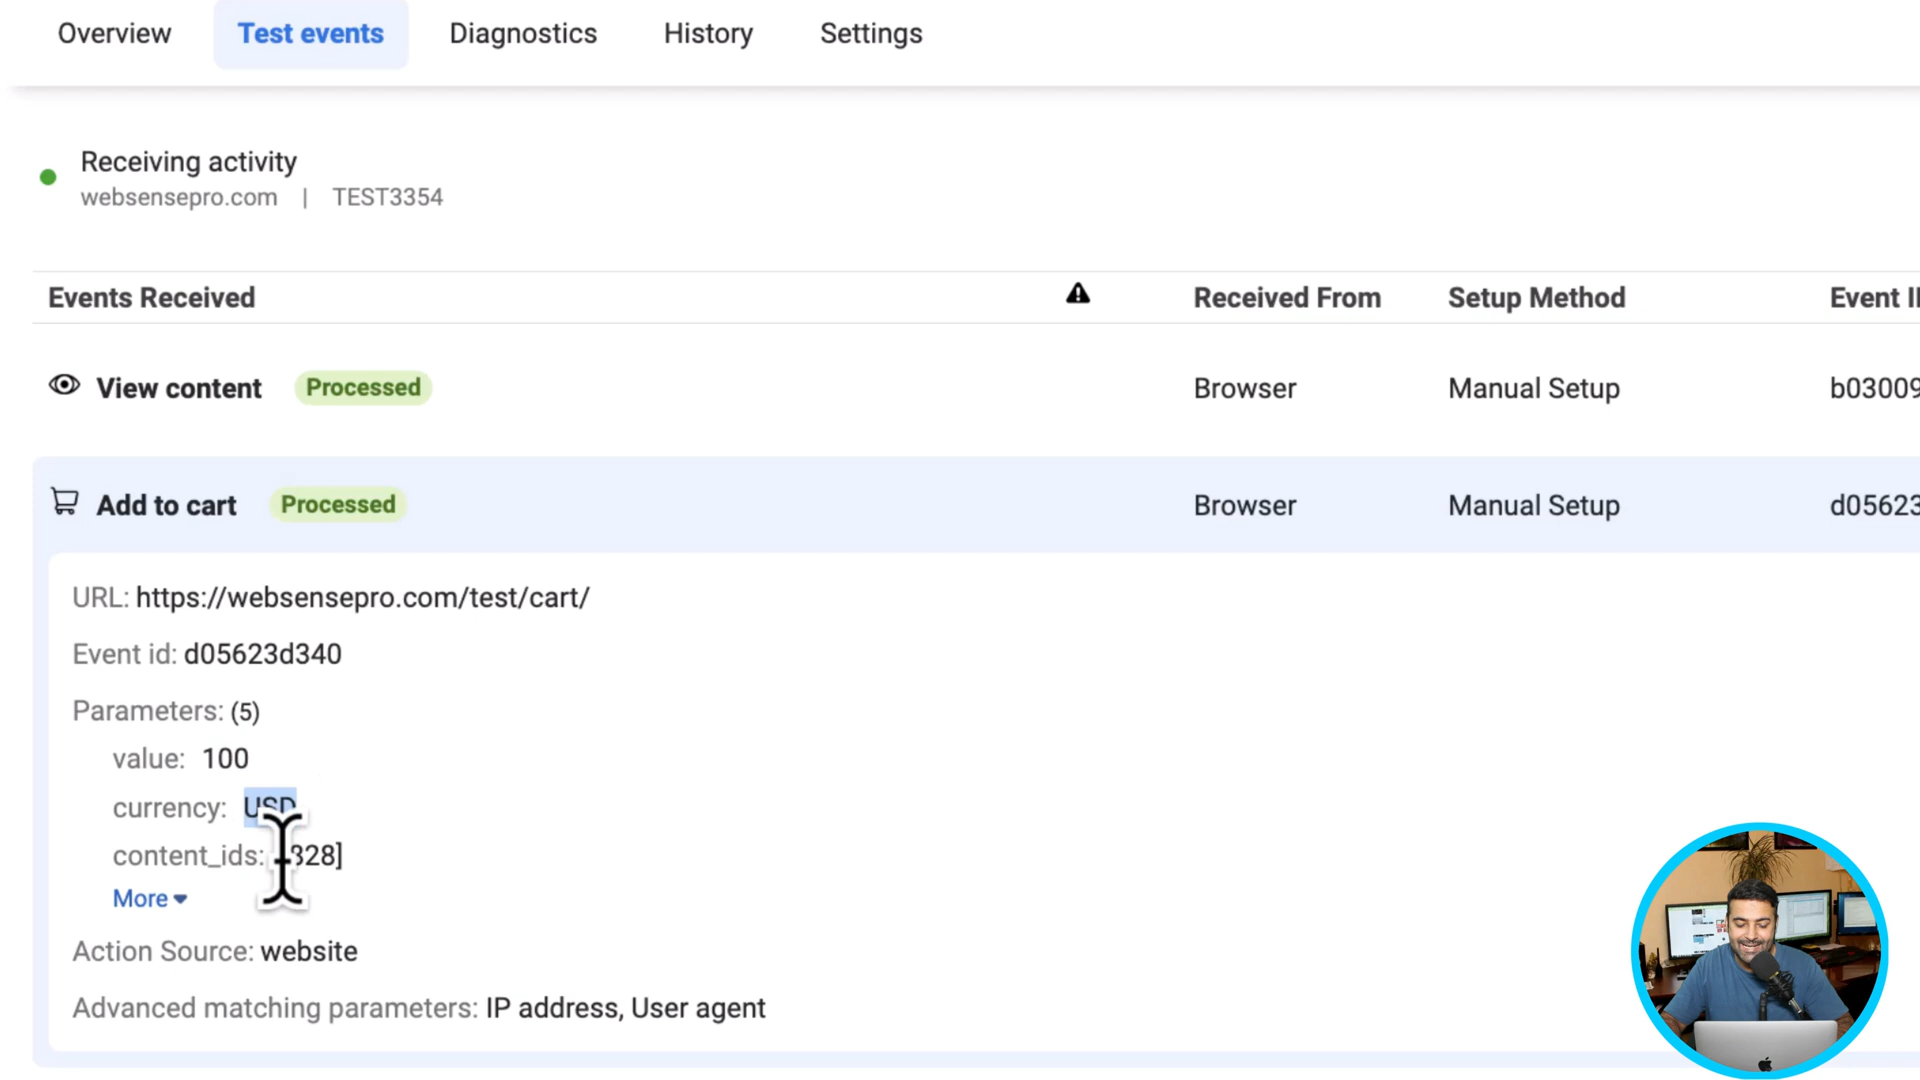 Overview Test events Diagnostics History Settings
Receiving activity
websensepro.com | TEST3354
Events Received Received From Setup Method Event
View content Processed Browser Manual Setup b03009
Add to cart Processed Browser Manual Setup d05623
URL: https://websensepro.com/test/cart/
Event id: d05623d340
Parameters: (5)
value: 100
currency: USD
content_ids: 328]
More
Action Source: website
Advanced matching parameters: IP address, User agent